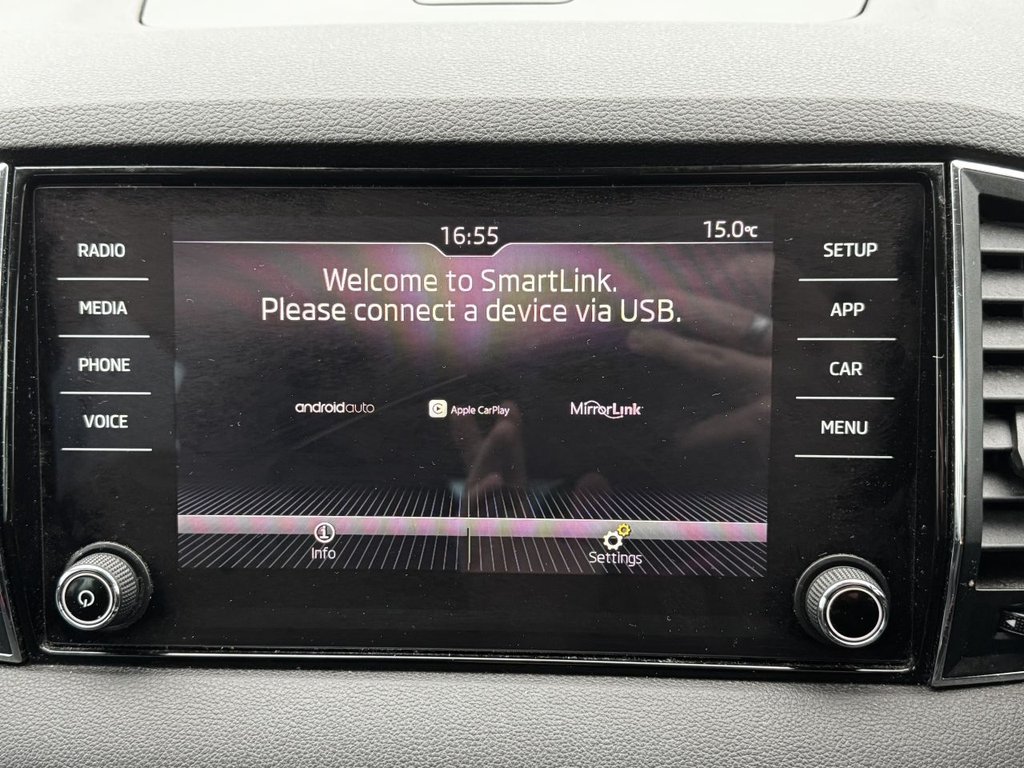 16:55
15.0°C
RADIO
MEDIA
PHONE
VOICE
Welcome to SmartLink.
Please connect a device via USB.
androidauto
Apple CarPlay
MirrorLink
Info
Settings
SETUP
APP
CAR
MENU